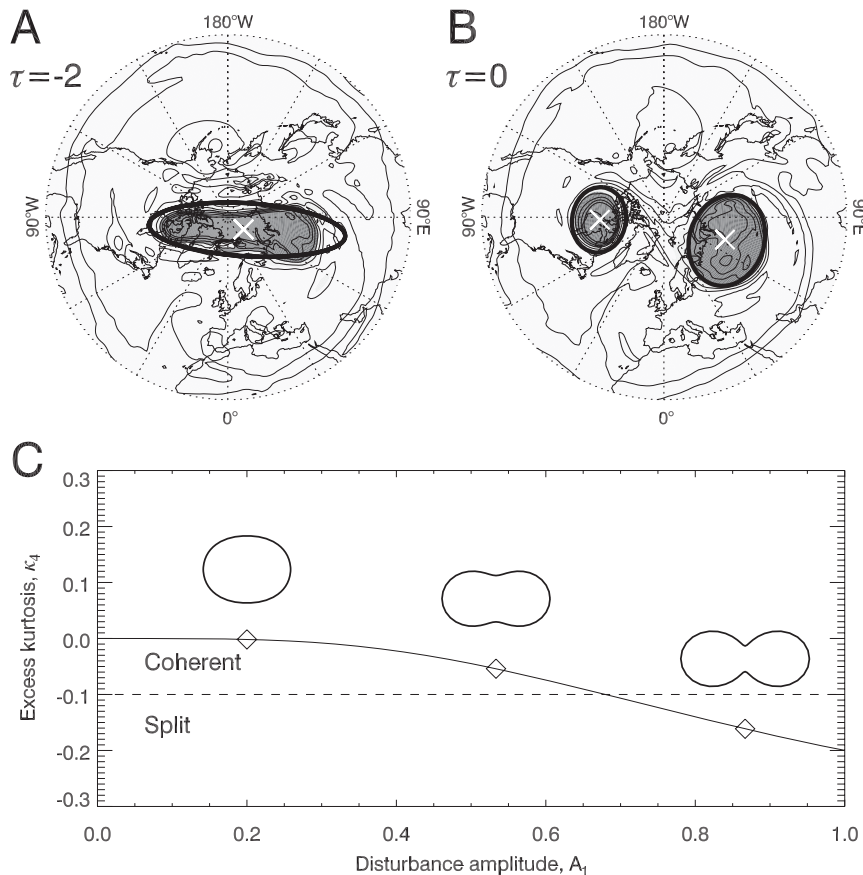 A
B
180°W
180°W
τ=-2
τ=0
90°W
90°E
90°W
90°E
0°
0°
C
0.3
0.2
0.1
0.0
-0.1
-0.2
-0.3
Excess kurtosis, κ4
Coherent
Split
0.0
0.2
0.4
0.6
0.8
1.0
Disturbance amplitude, A1